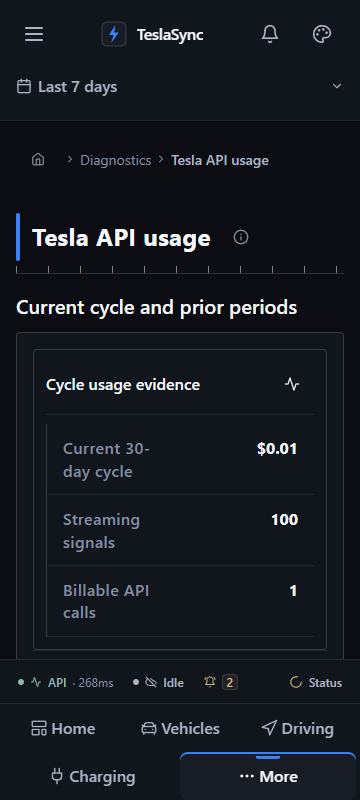 TeslaSync
Last 7 days
Diagnostics > Tesla API usage
Tesla API usage
Current cycle and prior periods
Cycle usage evidence
Current 30-
day cycle
$0.01
Streaming
signals
100
Billable API
calls
1
API · 268ms Idle 2 Status
Home Vehicles Driving
Charging More